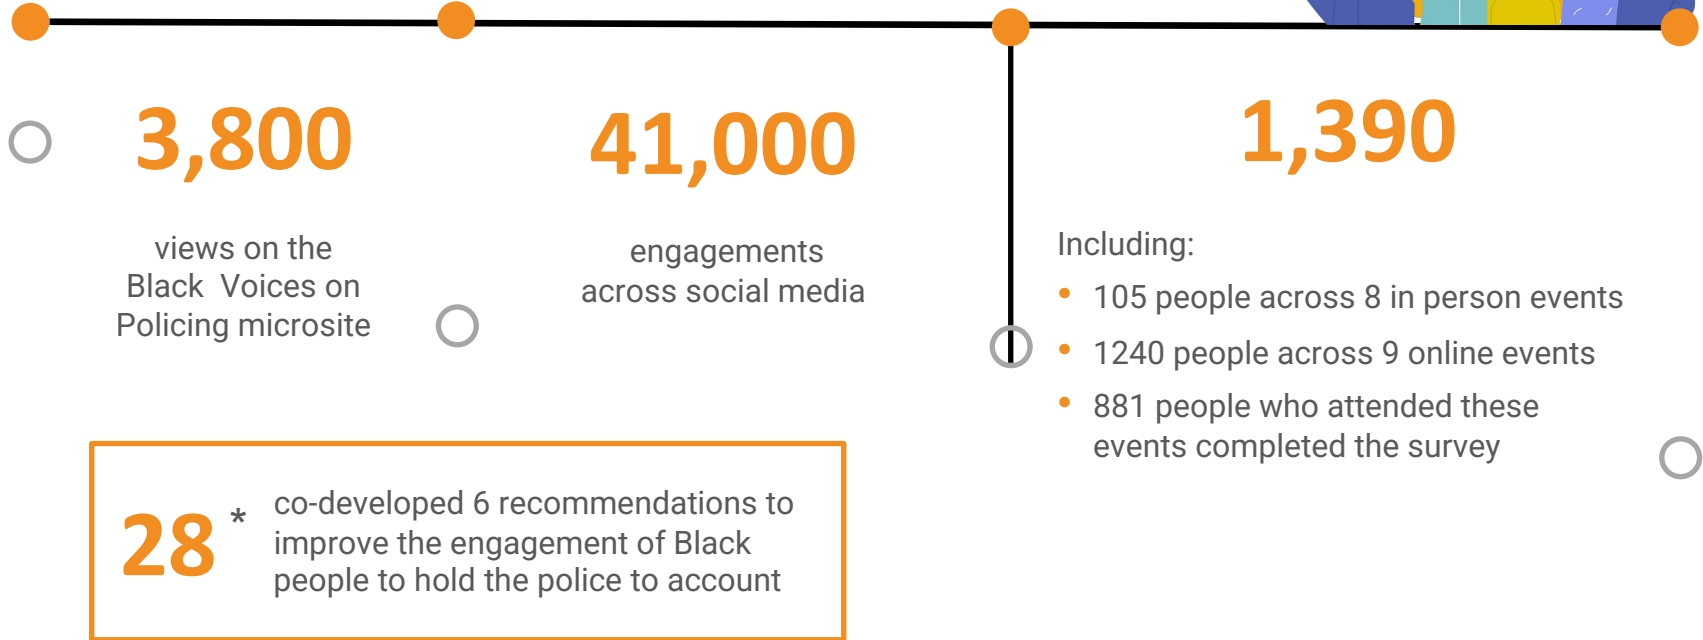 3,800
views on the
Black Voices on
Policing microsite
41,000
engagements
across social media
1,390
Including:
• 105 people across 8 in person events
• 1240 people across 9 online events
• 881 people who attended these
events completed the survey
28 *
co-developed 6 recommendations to
improve the engagement of Black
people to hold the police to account